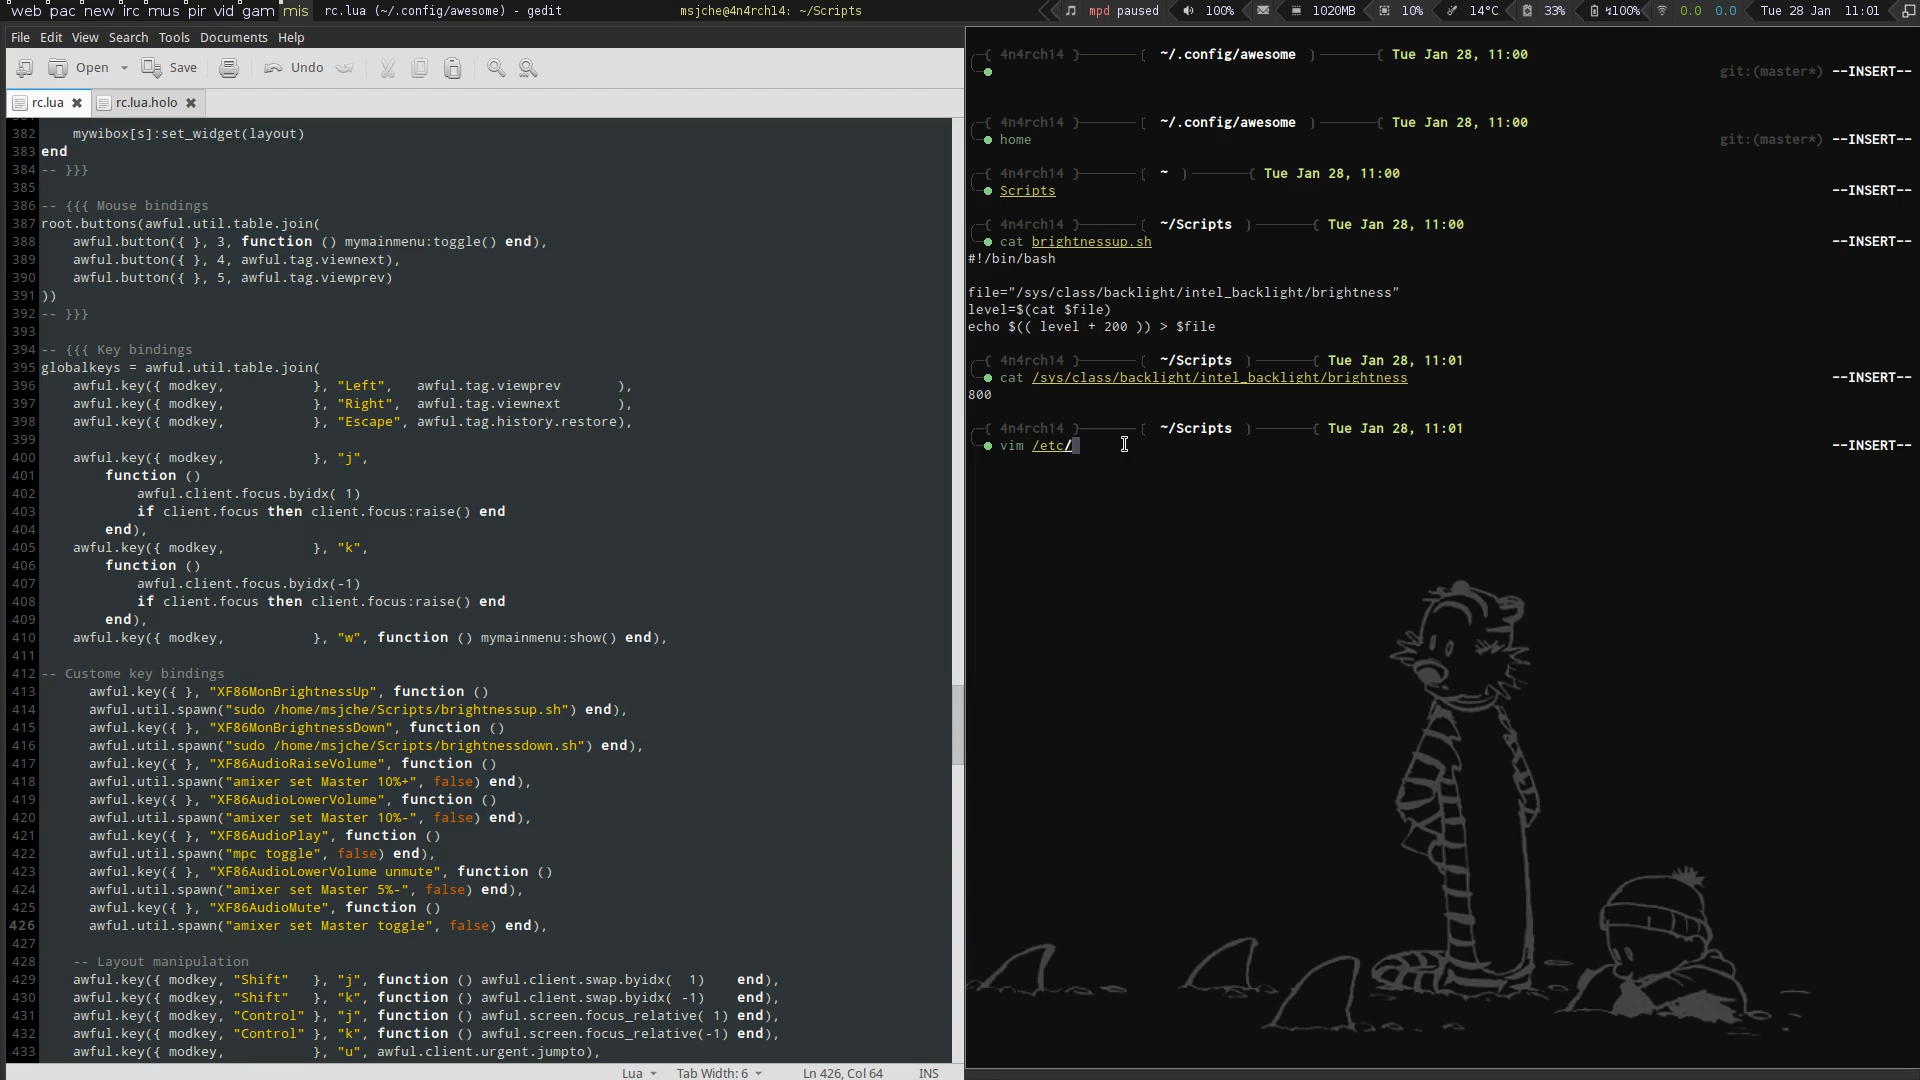 web pac new irc mus pir vid gam mis rc.lua (~/.config/awesome) - gedit msjche@4n4rch14: ~/Scripts mpd paused 100% 1020MB 10% 14°C 33% 100% 0.0 0.0 Tue 28 Jan 11:01
File Edit View Search Tools Documents Help
Open Save Undo
rc.lua rc.lua.holo
382 mywibox[s]:set_widget(layout)
383 end
384 -- }}}
385
386 -- {{{ Mouse bindings
387 root.buttons(awful.util.table.join(
388 awful.button({ }, 3, function () mymainmenu:toggle() end),
389 awful.button({ }, 4, awful.tag.viewnext),
390 awful.button({ }, 5, awful.tag.viewprev)
391 ))
392 -- }}}
393
394 -- {{{ Key bindings
395 globalkeys = awful.util.table.join(
396 awful.key({ modkey, }, "Left", awful.tag.viewprev ),
397 awful.key({ modkey, }, "Right", awful.tag.viewnext ),
398 awful.key({ modkey, }, "Escape", awful.tag.history.restore),
399
400 awful.key({ modkey, }, "j",
401 function ()
402 awful.client.focus.byidx( 1)
403 if client.focus then client.focus:raise() end
404 end),
405 awful.key({ modkey, }, "k",
406 function ()
407 awful.client.focus.byidx(-1)
408 if client.focus then client.focus:raise() end
409 end),
410 awful.key({ modkey, }, "w", function () mymainmenu:show() end),
411
412 -- Custome key bindings
413 awful.key({ }, "XF86MonBrightnessUp", function ()
414 awful.util.spawn("sudo /home/msjche/Scripts/brightnessup.sh") end),
415 awful.key({ }, "XF86MonBrightnessDown", function ()
416 awful.util.spawn("sudo /home/msjche/Scripts/brightnessdown.sh") end),
417 awful.key({ }, "XF86AudioRaiseVolume", function ()
418 awful.util.spawn("amixer set Master 10%+", false) end),
419 awful.key({ }, "XF86AudioLowerVolume", function ()
420 awful.util.spawn("amixer set Master 10%-", false) end),
421 awful.key({ }, "XF86AudioPlay", function ()
422 awful.util.spawn("mpc toggle", false) end),
423 awful.key({ }, "XF86AudioLowerVolume unmute", function ()
424 awful.util.spawn("amixer set Master 5%-", false) end),
425 awful.key({ }, "XF86AudioMute", function ()
426 awful.util.spawn("amixer set Master toggle", false) end),
427
428 -- Layout manipulation
429 awful.key({ modkey, "Shift" }, "j", function () awful.client.swap.byidx( 1) end),
430 awful.key({ modkey, "Shift" }, "k", function () awful.client.swap.byidx( -1) end),
431 awful.key({ modkey, "Control" }, "j", function () awful.screen.focus_relative( 1) end),
432 awful.key({ modkey, "Control" }, "k", function () awful.screen.focus_relative(-1) end),
433 awful.key({ modkey, }, "u", awful.client.urgent.jumpto),
Lua Tab Width: 6 Ln 426, Col 64 INS
{ 4n4rch14 } [ ~/.config/awesome ) { Tue Jan 28, 11:00
git:(master*) --INSERT--
{ 4n4rch14 } [ ~/.config/awesome ) { Tue Jan 28, 11:00
home git:(master*) --INSERT--
{ 4n4rch14 } [ ~ ) { Tue Jan 28, 11:00
Scripts --INSERT--
{ 4n4rch14 } [ ~/Scripts ) { Tue Jan 28, 11:00
cat brightnessup.sh --INSERT--
#!/bin/bash
file="/sys/class/backlight/intel_backlight/brightness"
level=$(cat $file)
echo $(( level + 200 )) > $file
{ 4n4rch14 } [ ~/Scripts ) { Tue Jan 28, 11:01
cat /sys/class/backlight/intel_backlight/brightness --INSERT--
800
{ 4n4rch14 } [ ~/Scripts ) { Tue Jan 28, 11:01
vim /etc/ --INSERT--